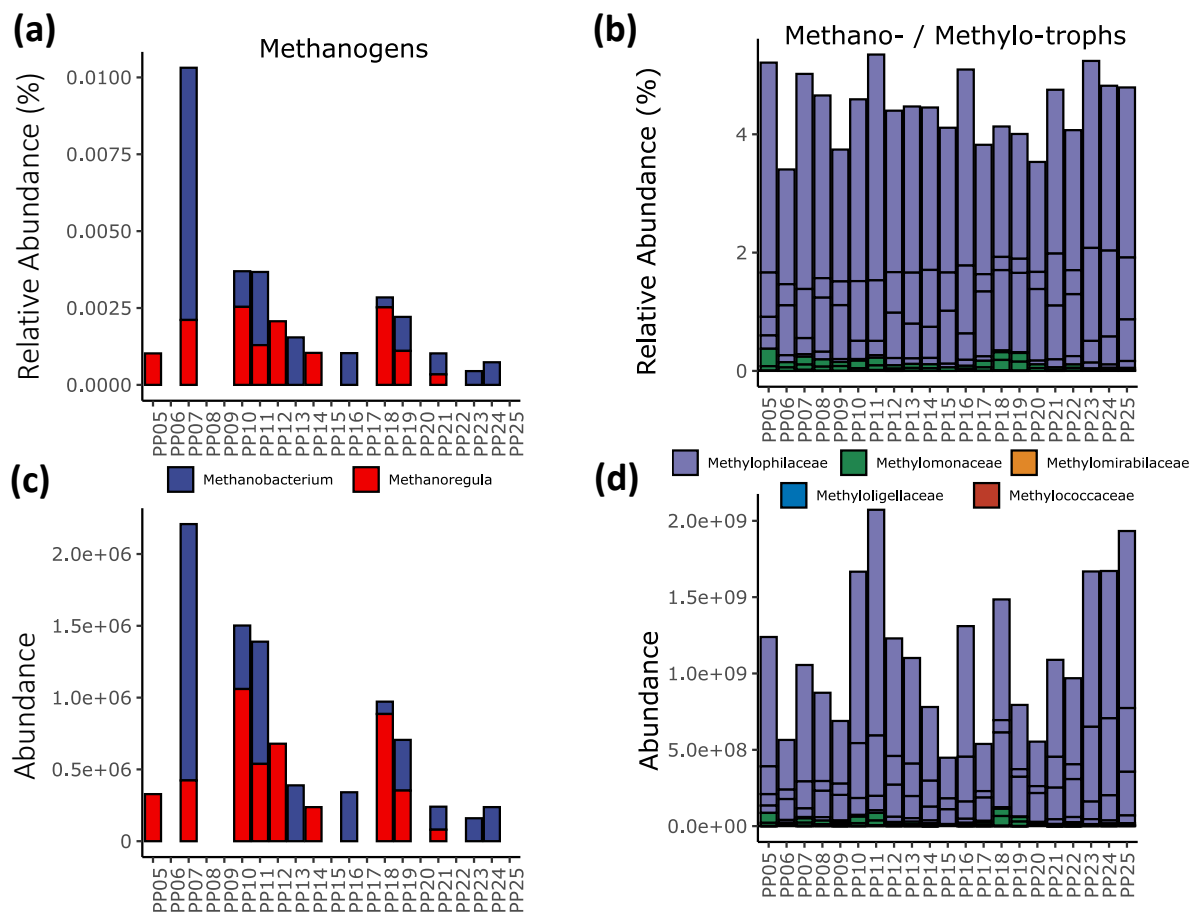 (a)
Methanogens
Relative Abundance (%)
0.0100
0.0075
0.0050
0.0025
0.0000
PP05 PP06 PP07 PP08 PP09 PP10 PP11 PP12 PP13 PP14 PP15 PP16 PP17 PP18 PP19 PP20 PP21 PP22 PP23 PP24 PP25
Methanobacterium Methanoregula
(b)
Methano- / Methylo-trophs
Relative Abundance (%)
4
2
0
PP05 PP06 PP07 PP08 PP09 PP10 PP11 PP12 PP13 PP14 PP15 PP16 PP17 PP18 PP19 PP20 PP21 PP22 PP23 PP24 PP25
Methylophilaceae Methylomonaceae Methylomirabilaceae
Methyloligellaceae Methylococcaceae
(c)
Abundance
2.0e+06
1.5e+06
1.0e+06
0.5e+06
0
PP05 PP06 PP07 PP08 PP09 PP10 PP11 PP12 PP13 PP14 PP15 PP16 PP17 PP18 PP19 PP20 PP21 PP22 PP23 PP24 PP25
(d)
Abundance
2.0e+09
1.5e+09
1.0e+09
5.0e+08
0.0e+00
PP05 PP06 PP07 PP08 PP09 PP10 PP11 PP12 PP13 PP14 PP15 PP16 PP17 PP18 PP19 PP20 PP21 PP22 PP23 PP24 PP25